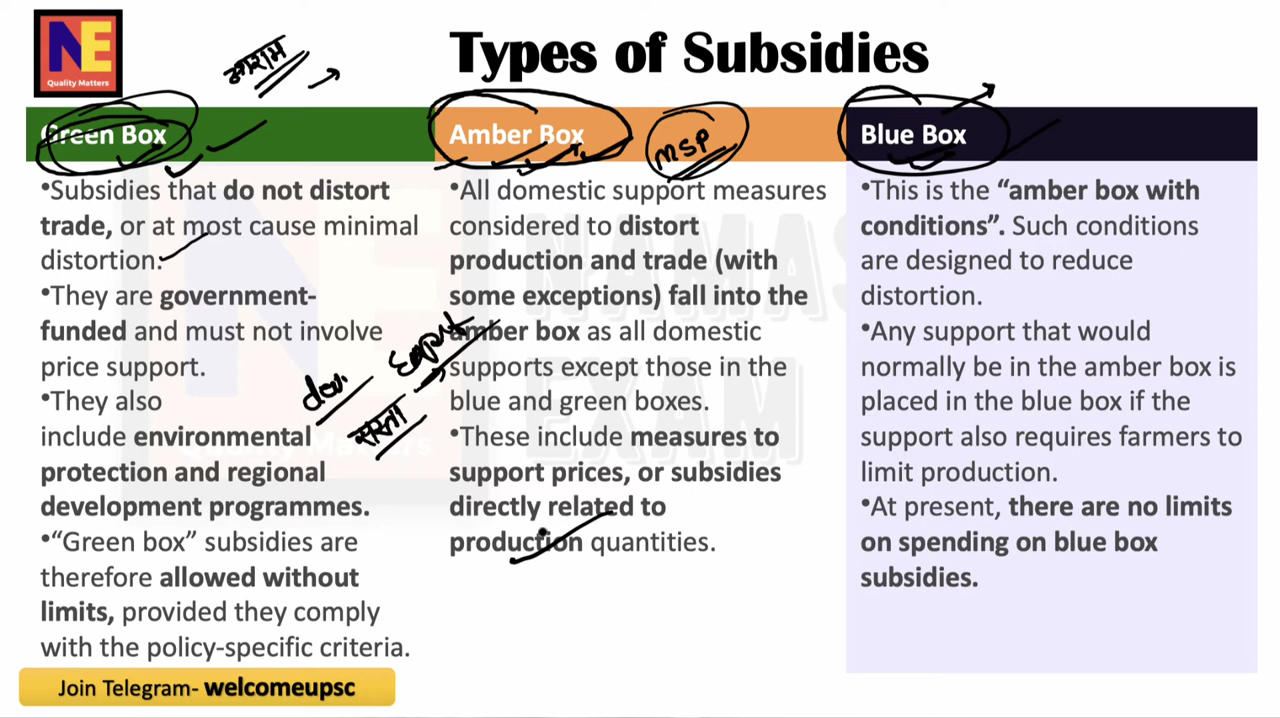 NE
Quality Matters
Types of Subsidies
Green Box
•Subsidies that do not distort
trade, or at most cause minimal
distortion.
•They are government-
funded and must not involve
price support.
•They also
include environmental
protection and regional
development programmes.
•“Green box” subsidies are
therefore allowed without
limits, provided they comply
with the policy-specific criteria.
Amber Box
MSP
•All domestic support measures
considered to distort
production and trade (with
some exceptions) fall into the
amber box as all domestic
supports except those in the
blue and green boxes.
•These include measures to
support prices, or subsidies
directly related to
production quantities.
Blue Box
•This is the “amber box with
conditions”. Such conditions
are designed to reduce
distortion.
•Any support that would
normally be in the amber box is
placed in the blue box if the
support also requires farmers to
limit production.
•At present, there are no limits
on spending on blue box
subsidies.
dev.
Export
सस्ता
NAMAS
EXAM
Join Telegram- welcomeupsc